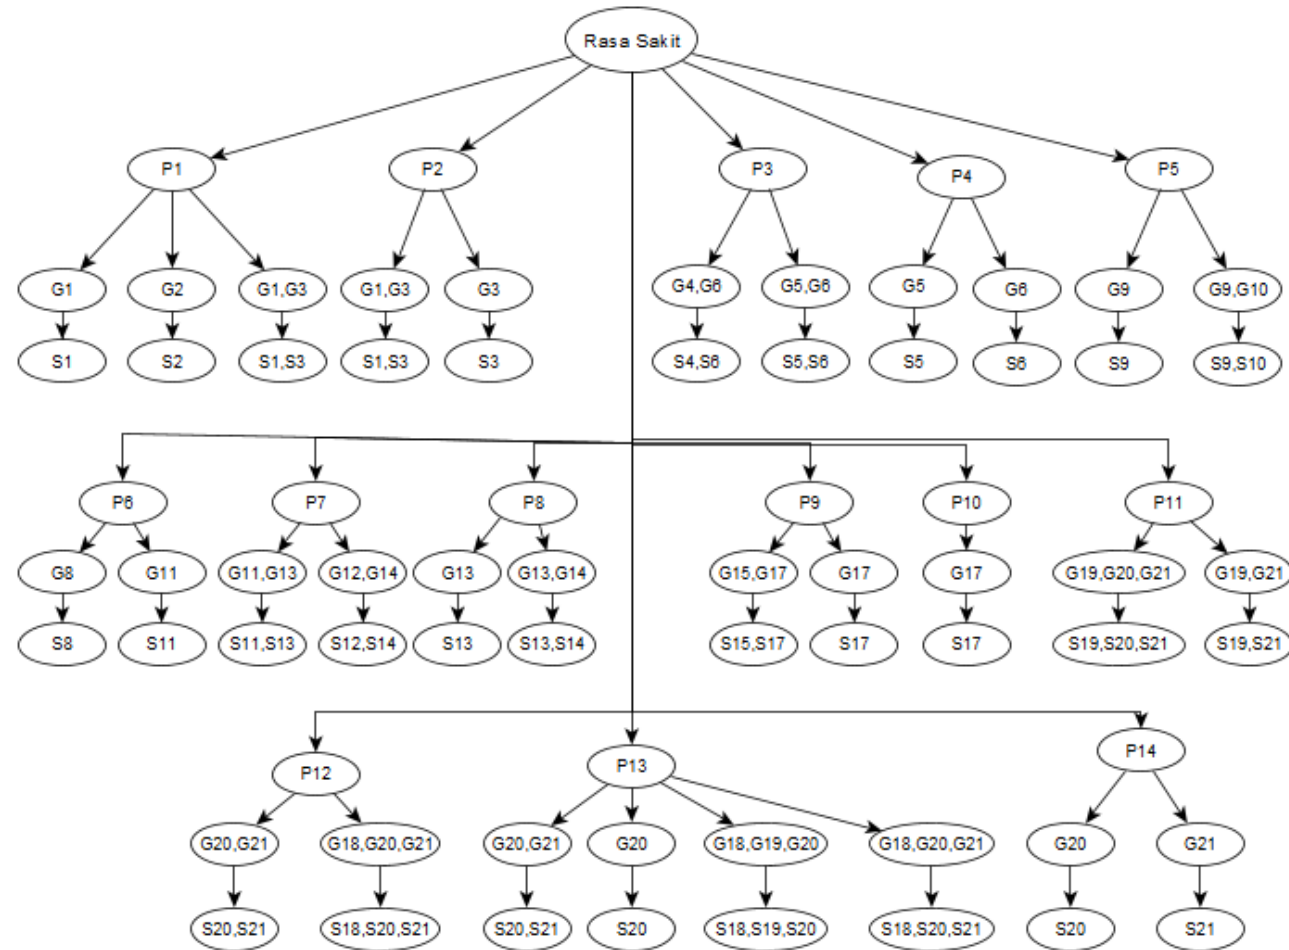 Rasa Sakit
P1
P2
P3
P4
P5
G1
G2
G1,G3
G1,G3
G3
G4,G6
G5,G6
G5
G6
G9
G9,G10
S1
S2
S1,S3
S1,S3
S3
S4,S6
S5,S6
S5
S6
S9
S9,S10
P6
P7
P8
P9
P10
P11
G8
G11
G11,G13
G12,G14
G13
G13,G14
G15,G17
G17
G17
G19,G20,G21
G19,G21
S8
S11
S11,S13
S12,S14
S13
S13,S14
S15,S17
S17
S17
S19,S20,S21
S19,S21
P12
P13
P14
G20,G21
G18,G20,G21
G20,G21
G20
G18,G19,G20
G18,G20,G21
G20
G21
S20,S21
S18,S20,S21
S20,S21
S20
S18,S19,S20
S18,S20,S21
S20
S21